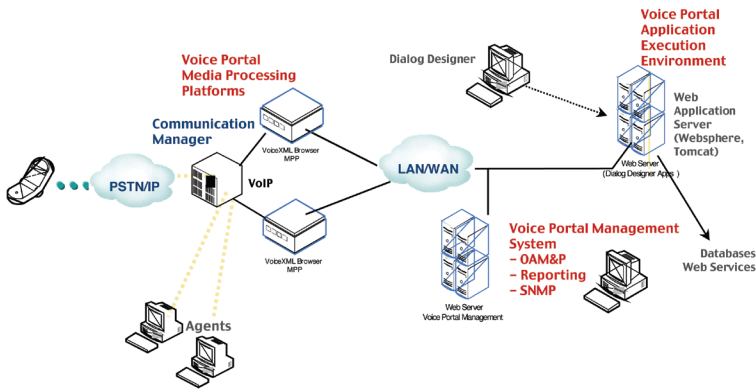 Voice Portal
Application
Execution
Environment
Dialog Designer
Voice Portal
Media Processing
Platforms
Web
Application
Server
(Websphere,
Tomcat)
Communication
Manager
VoiceXML Browser
MPP
Web Server
(Dialog Designer Apps )
LAN/WAN
PSTN/IP
VoIP
Voice Portal Management
System
– OAM&P
– Reporting
– SNMP
Databases
Web Services
VoiceXML Browser
MPP
Web Server
Voice Portal Management
Agents